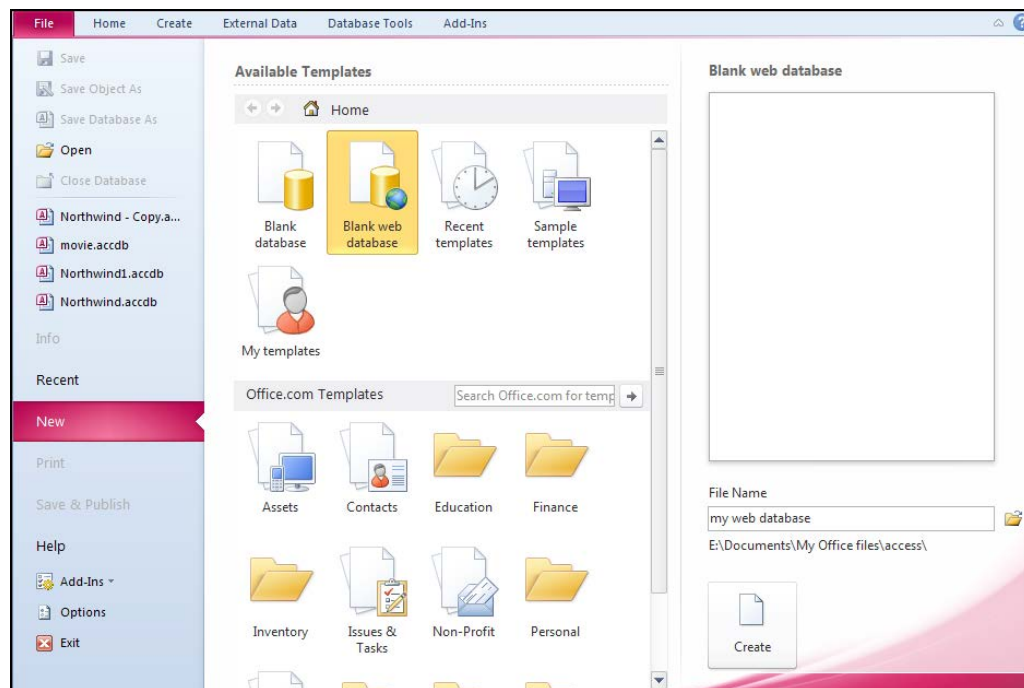 File Home Create External Data Database Tools Add-Ins
Save
Save Object As
Save Database As
Open
Close Database
Northwind - Copy.a...
movie.accdb
Northwind1.accdb
Northwind.accdb
Info
Recent
New
Print
Save & Publish
Help
Add-Ins
Options
Exit
Available Templates
Home
Blank database
Blank web database
Recent templates
Sample templates
My templates
Office.com Templates Search Office.com for temp
Assets Contacts Education Finance
Inventory
Issues & Tasks
Non-Profit
Personal
Blank web database
File Name
my web database
E:\Documents\My Office files\access\
Create